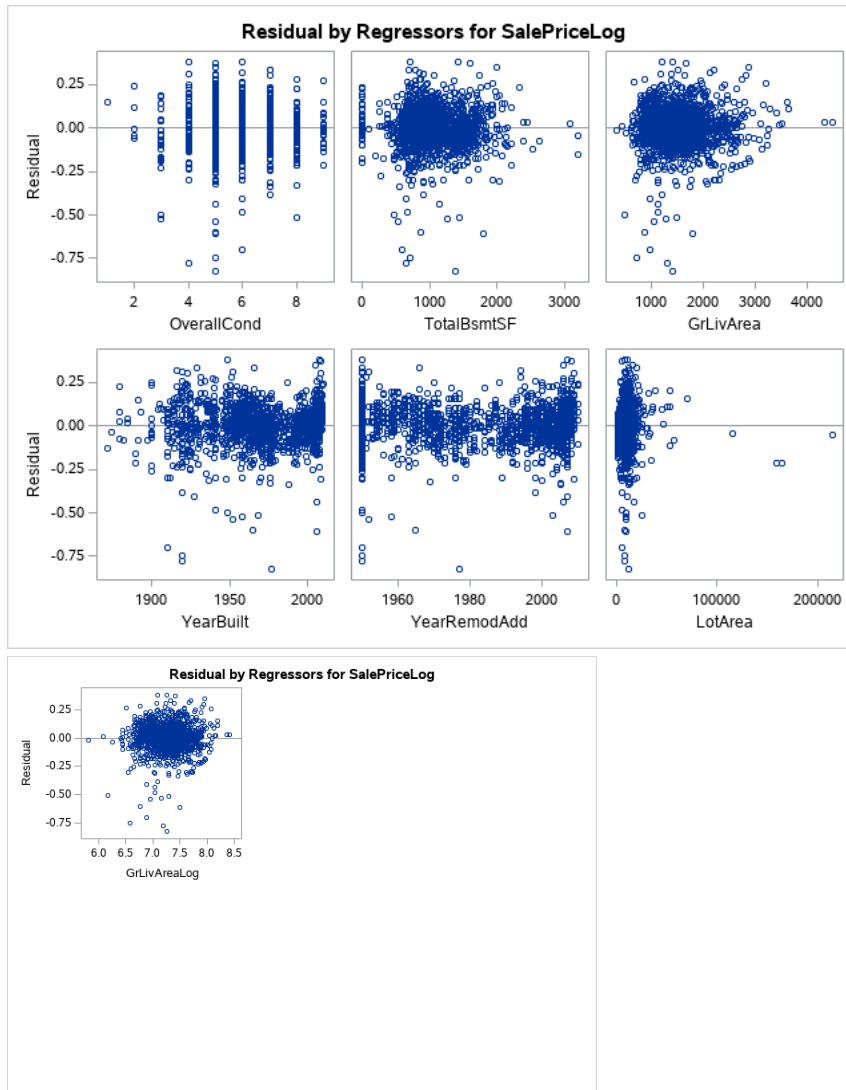 Residual by Regressors for SalePriceLog
Residual
0.25
0.00
-0.25
-0.50
-0.75
2 4 6 8
OverallCond
0 1000 2000 3000
TotalBsmtSF
1000 2000 3000 4000
GrLivArea
Residual
0.25
0.00
-0.25
-0.50
-0.75
1900 1950 2000
YearBuilt
1960 1980 2000
YearRemodAdd
0 100000 200000
LotArea
Residual by Regressors for SalePriceLog
Residual
0.25
0.00
-0.25
-0.50
-0.75
6.0 6.5 7.0 7.5 8.0 8.5
GrLivAreaLog